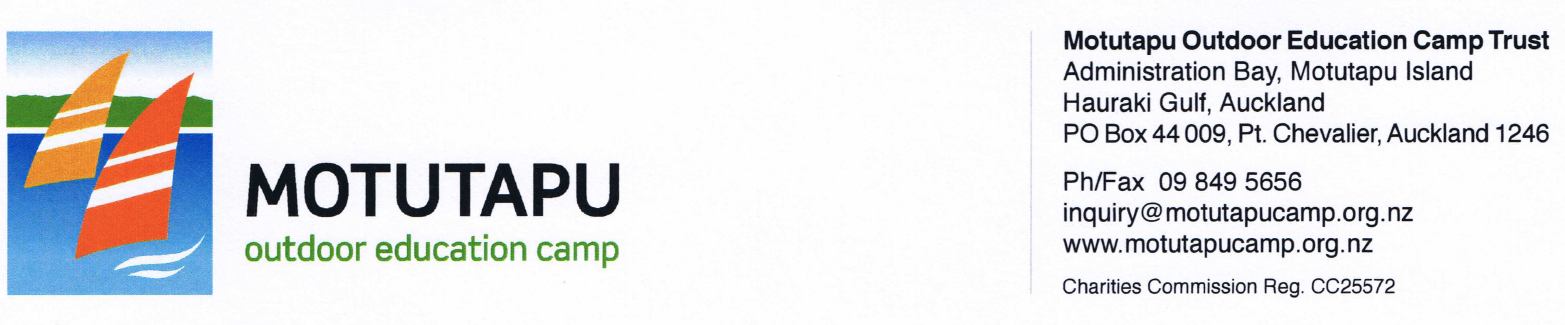 MOTUTAPU
outdoor education camp
Motutapu Outdoor Education Camp Trust
Administration Bay, Motutapu Island
Hauraki Gulf, Auckland
PO Box 44 009, Pt. Chevalier, Auckland 1246
Ph/Fax 09 849 5656
inquiry@motutapucamp.org.nz
www.motutapucamp.org.nz
Charities Commission Reg. CC25572